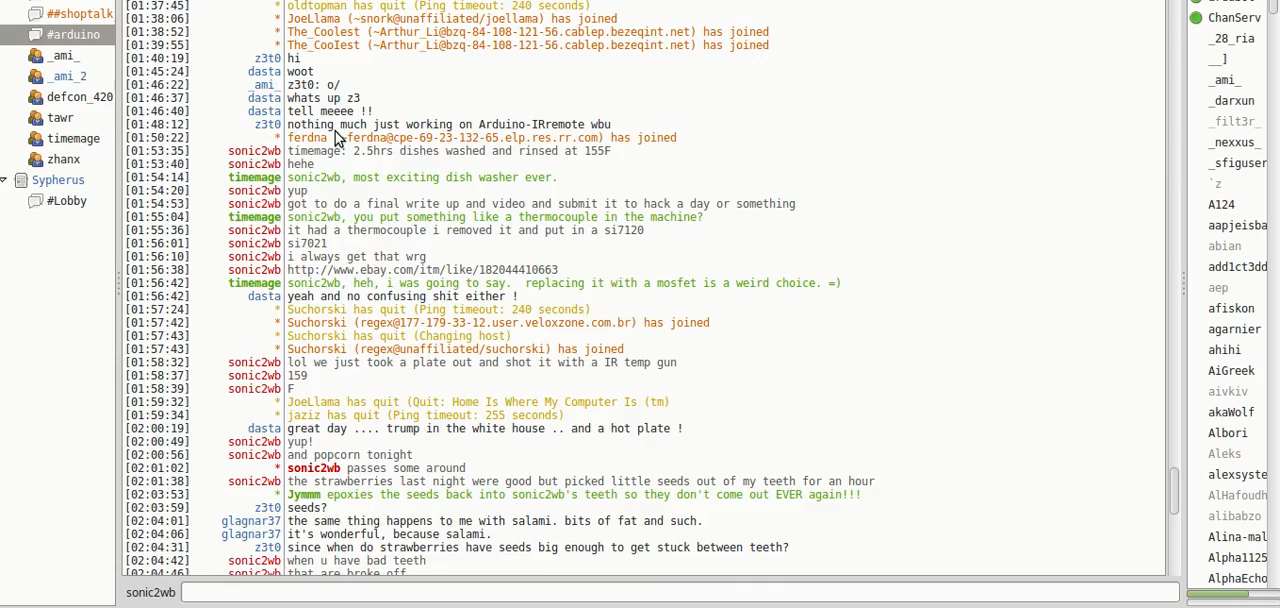 ##shoptalk
#arduino
_ami_
_ami_2
defcon_420
tawr
timemage
zhanx
Sypherus
#Lobby
[01:37:45] * oldtopman has quit (Ping timeout: 240 seconds)
[01:38:06] * JoeLlama (~snork@unaffiliated/joellama) has joined
[01:38:52] * The_Coolest (~Arthur_Li@bzq-84-108-121-56.cablep.bezeqint.net) has joined
[01:39:55] * The_CooIest (~Arthur_Li@bzq-84-108-121-56.cablep.bezeqint.net) has joined
[01:40:19] z3t0 hi
[01:45:24] dasta woot
[01:46:22] _ami_ z3t0: o/
[01:46:37] dasta whats up z3
[01:46:40] dasta tell meeee !!
[01:48:12] z3t0 nothing much just working on Arduino-IRremote wbu
[01:50:22] * ferdna ferdna@cpe-69-23-132-65.elp.res.rr.com) has joined
[01:53:35] sonic2wb timemage: 2.5hrs dishes washed and rinsed at 155F
[01:53:40] sonic2wb hehe
[01:54:14] timemage sonic2wb, most exciting dish washer ever.
[01:54:20] sonic2wb yup
[01:54:53] sonic2wb got to do a final write up and video and submit it to hack a day or something
[01:55:04] timemage sonic2wb, you put something like a thermocouple in the machine?
[01:55:36] sonic2wb it had a thermocouple i removed it and put in a si7120
[01:56:01] sonic2wb si7021
[01:56:10] sonic2wb i always get that wrg
[01:56:38] sonic2wb http://www.ebay.com/itm/like/182044410663
[01:56:42] timemage sonic2wb, heh, i was going to say.  replacing it with a mosfet is a weird choice. =)
[01:56:42] dasta yeah and no confusing shit either !
[01:57:24] * Suchorski has quit (Ping timeout: 240 seconds)
[01:57:42] * Suchorski (regex@177-179-33-12.user.veloxzone.com.br) has joined
[01:57:43] * Suchorski has quit (Changing host)
[01:57:43] * Suchorski (regex@unaffiliated/suchorski) has joined
[01:58:32] sonic2wb lol we just took a plate out and shot it with a IR temp gun
[01:58:37] sonic2wb 159
[01:58:39] sonic2wb F
[01:59:32] * JoeLlama has quit (Quit: Home Is Where My Computer Is (tm)
[01:59:34] * jaziz has quit (Ping timeout: 255 seconds)
[02:00:19] dasta great day .... trump in the white house .. and a hot plate !
[02:00:49] sonic2wb yup!
[02:00:56] sonic2wb and popcorn tonight
[02:01:02] * sonic2wb passes some around
[02:01:38] sonic2wb the strawberries last night were good but picked little seeds out of my teeth for an hour
[02:03:53] * Jymmm epoxies the seeds back into sonic2wb's teeth so they don't come out EVER again!!!
[02:03:59] z3t0 seeds?
[02:04:01] glagnar37 the same thing happens to me with salami. bits of fat and such.
[02:04:06] glagnar37 it's wonderful, because salami.
[02:04:31] z3t0 since when do strawberries have seeds big enough to get stuck between teeth?
[02:04:42] sonic2wb when u have bad teeth
[02:04:46] sonic2wb that are broke off
sonic2wb
ChanServ
_28_ria
__]
_ami_
_darxun
_filt3r_
_nexxus_
_sfiguser
`z
A124
aapjeisba
abian
add1ct3dd
aep
afiskon
agarnier
ahihi
AiGreek
aivkiv
akaWolf
Albori
Aleks
alexsyste
AlHafoudh
alibabzo
Alina-mal
Alpha1125
AlphaEcho